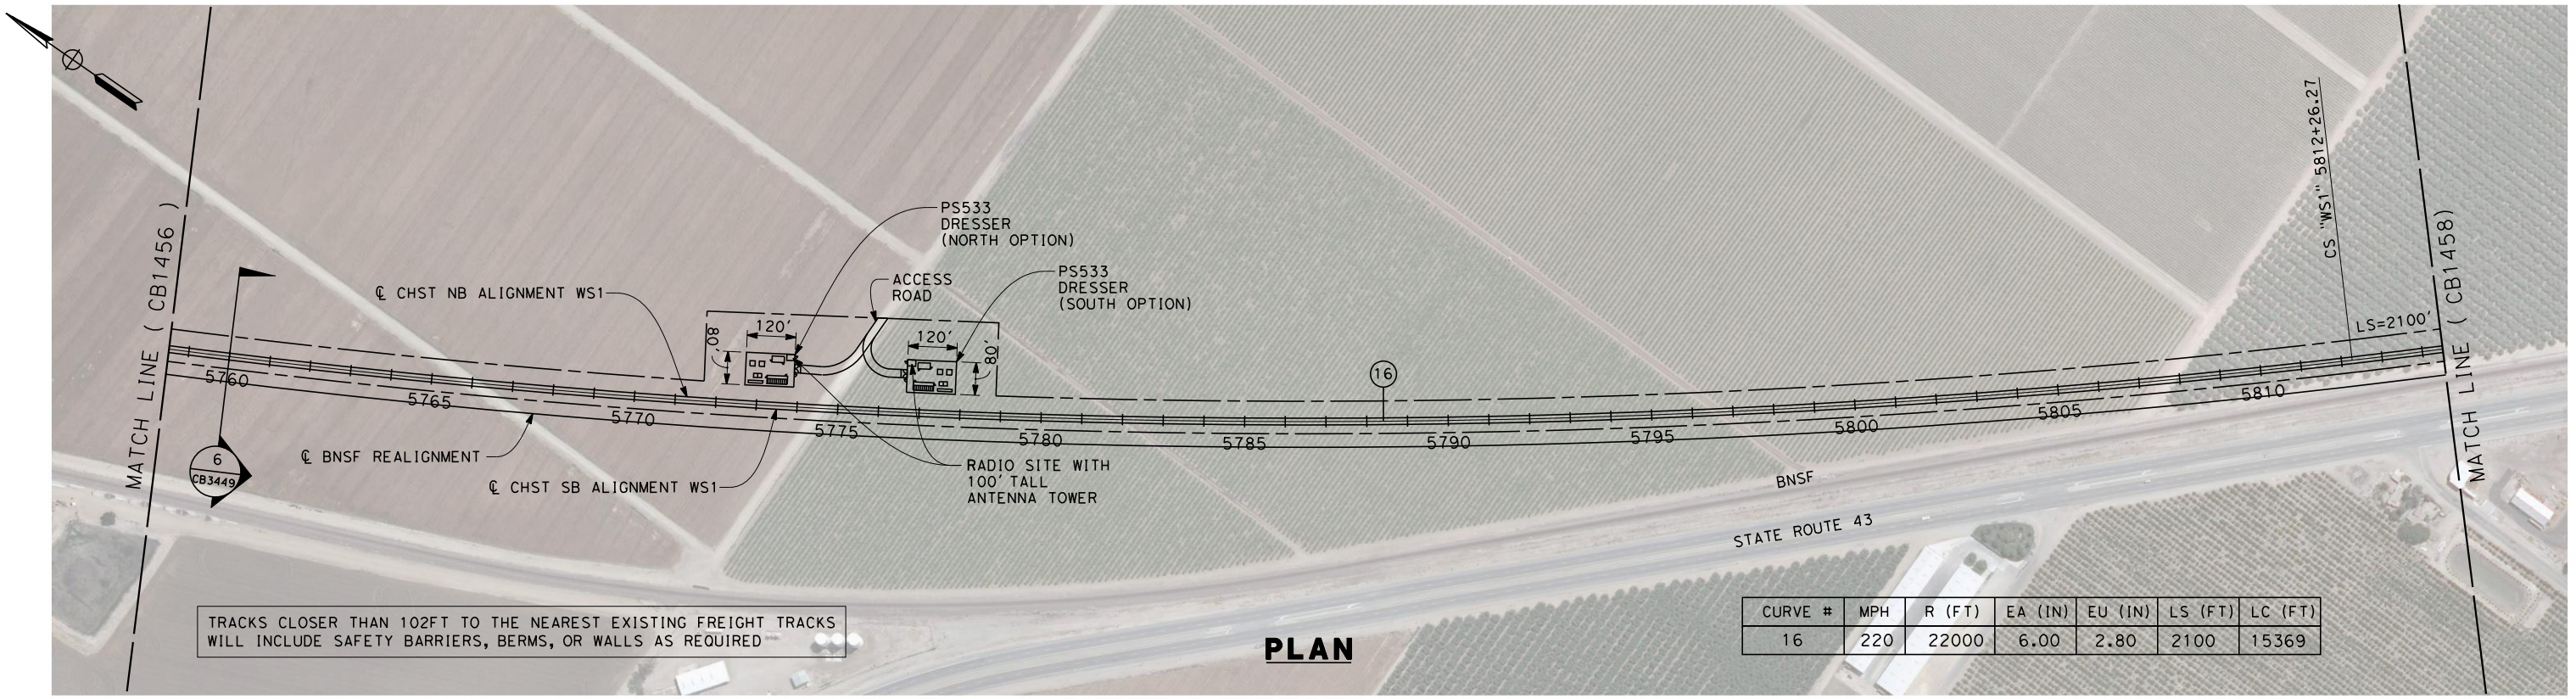 MATCH LINE ( CB1456 )
6
CB3449
℄ CHST NB ALIGNMENT WS1
℄ BNSF REALIGNMENT
℄ CHST SB ALIGNMENT WS1
PS533
DRESSER
(NORTH OPTION)
ACCESS
ROAD
PS533
DRESSER
(SOUTH OPTION)
120'
80'
120'
80'
RADIO SITE WITH
100' TALL
ANTENNA TOWER
16
5760
5765
5770
5775
5780
5785
5790
5795
5800
5805
5810
CS "WS1" 5812+26.27
LS=2100'
MATCH LINE ( CB1458)
BNSF
STATE ROUTE 43
TRACKS CLOSER THAN 102FT TO THE NEAREST EXISTING FREIGHT TRACKS
WILL INCLUDE SAFETY BARRIERS, BERMS, OR WALLS AS REQUIRED
PLAN
CURVE # MPH R (FT) EA (IN) EU (IN) LS (FT) LC (FT)
16 220 22000 6.00 2.80 2100 15369